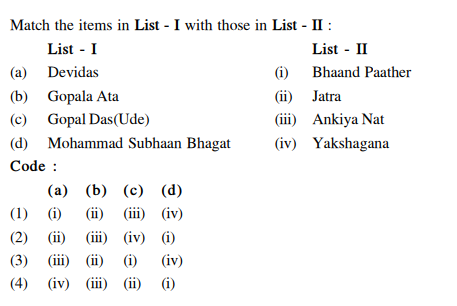 Match the items in List - I with those in List - II :
List - I List - II
(a) Devidas (i) Bhaand Paather
(b) Gopala Ata (ii) Jatra
(c) Gopal Das(Ude) (iii) Ankiya Nat
(d) Mohammad Subhaan Bhagat (iv) Yakshagana
Code :
(a) (b) (c) (d)
(1) (i) (ii) (iii) (iv)
(2) (ii) (iii) (iv) (i)
(3) (iii) (ii) (i) (iv)
(4) (iv) (iii) (ii) (i)